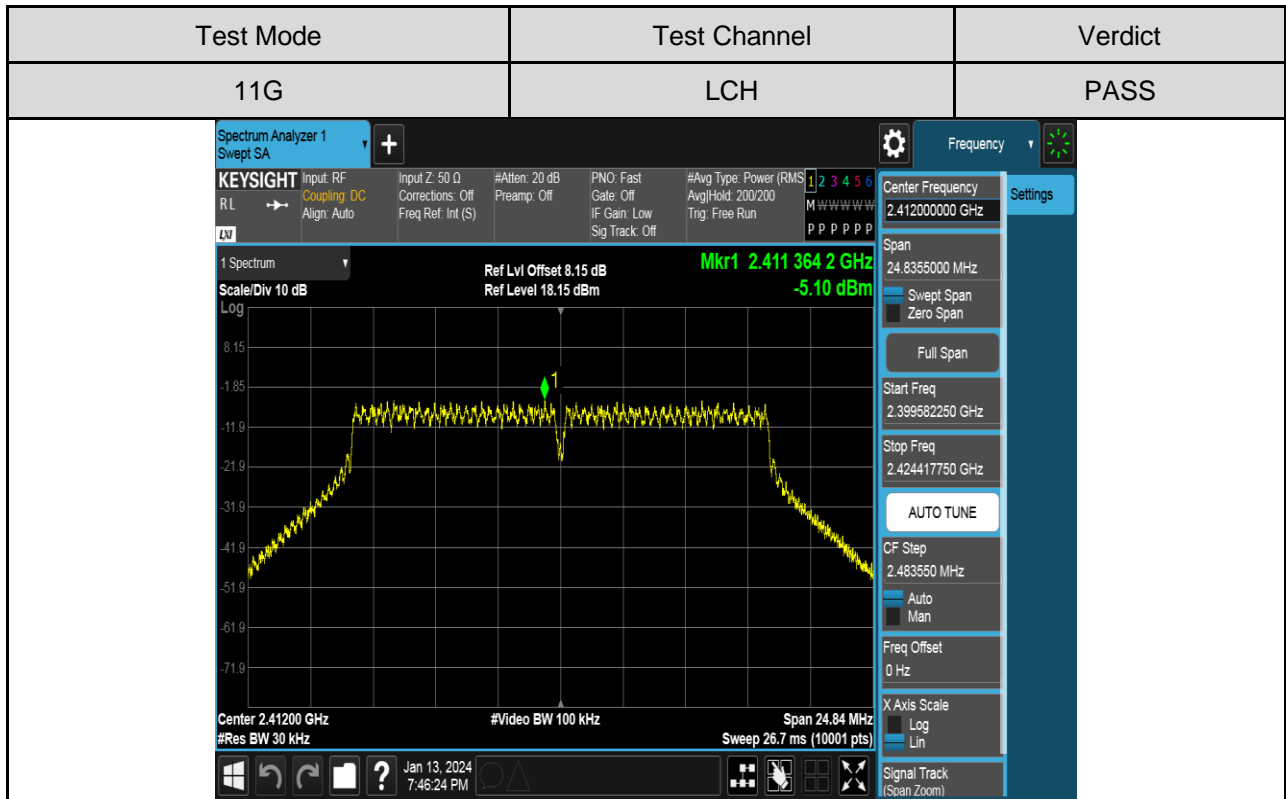 Test Mode Test Channel Verdict
11G LCH PASS
Spectrum Analyzer 1
Swept SA
+
Frequency
Settings
KEYSIGHT
RL
LXI
Input: RF
Coupling: DC
Align: Auto
Input Z: 50 Ω
Corrections: Off
Freq Ref: Int (S)
#Atten: 20 dB
Preamp: Off
PNO: Fast
Gate: Off
IF Gain: Low
Sig Track: Off
#Avg Type: Power (RMS
Avg|Hold: 200/200
Trig: Free Run
1 2 3 4 5 6
M W W W W W
P P P P P P
1 Spectrum
Scale/Div 10 dB
Log
Ref Lvl Offset 8.15 dB
Ref Level 18.15 dBm
Mkr1 2.411 364 2 GHz
-5.10 dBm
8.15
-1.85
-11.9
-21.9
-31.9
-41.9
-51.9
-61.9
-71.9
1
Center 2.41200 GHz
#Res BW 30 kHz
#Video BW 100 kHz
Span 24.84 MHz
Sweep 26.7 ms (10001 pts)
Center Frequency
2.412000000 GHz
Span
24.8355000 MHz
Swept Span
Zero Span
Full Span
Start Freq
2.399582250 GHz
Stop Freq
2.424417750 GHz
AUTO TUNE
CF Step
2.483550 MHz
Auto
Man
Freq Offset
0 Hz
X Axis Scale
Log
Lin
Signal Track
(Span Zoom)
?
Jan 13, 2024
7:46:24 PM